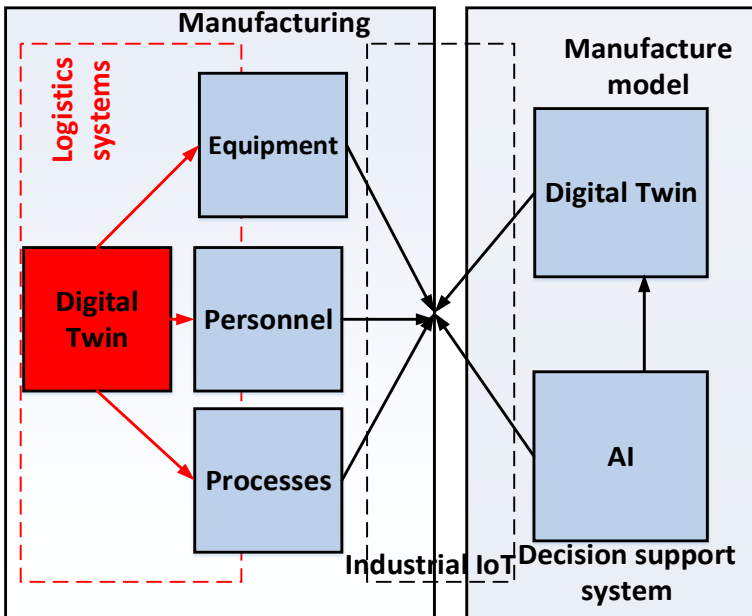 Manufacturing
Logistics
systems
Equipment
Digital
Twin
Personnel
Processes
Industrial IoT
Manufacture
model
Digital Twin
AI
Decision support
system